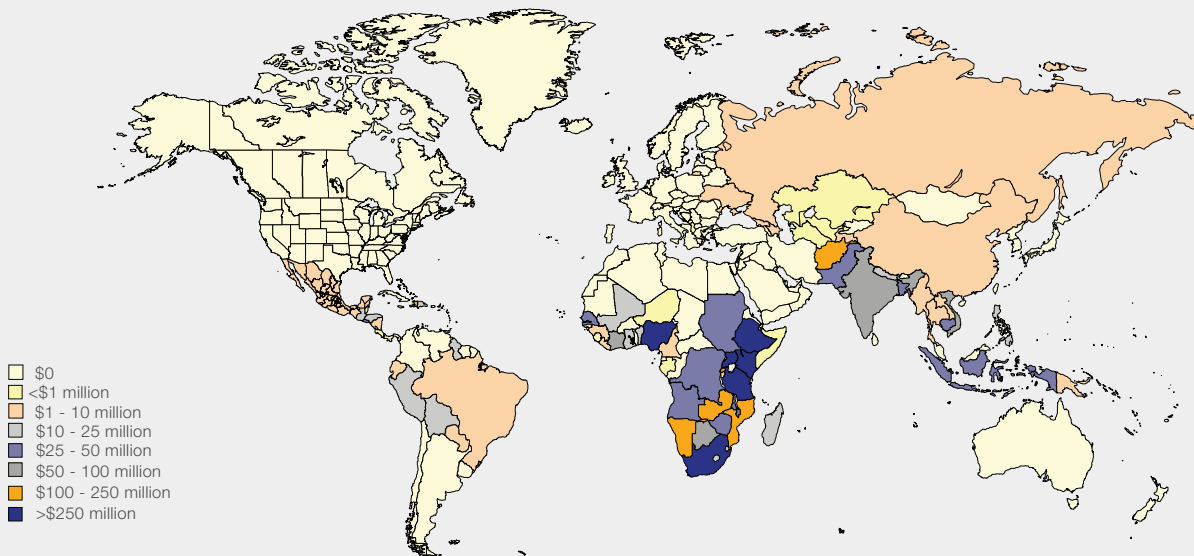 $0
<$1 million
$1 - 10 million
$10 - 25 million
$25 - 50 million
$50 - 100 million
$100 - 250 million
>$250 million